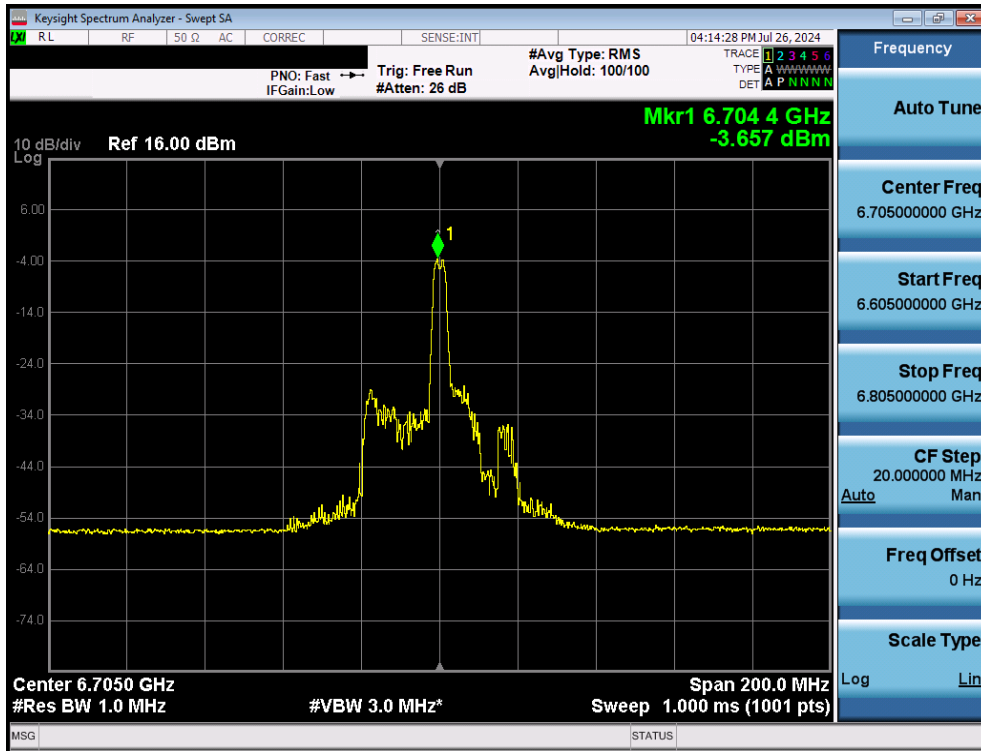 Keysight Spectrum Analyzer - Swept SA
LXI RL RF 50 Ω AC CORREC SENSE:INT 04:14:28 PM Jul 26, 2024
#Avg Type: RMS TRACE 1 2 3 4 5 6
PNO: Fast Trig: Free Run Avg|Hold: 100/100 TYPE A WWWWW
IFGain:Low #Atten: 26 dB DET A P N N N N
Mkr1 6.704 4 GHz
-3.657 dBm
10 dB/div Ref 16.00 dBm
Log
6.00
1
-4.00
-14.0
-24.0
-34.0
-44.0
-54.0
-64.0
-74.0
Center 6.7050 GHz Span 200.0 MHz
#Res BW 1.0 MHz #VBW 3.0 MHz* Sweep 1.000 ms (1001 pts)
MSG STATUS
Frequency
Auto Tune
Center Freq
6.705000000 GHz
Start Freq
6.605000000 GHz
Stop Freq
6.805000000 GHz
CF Step
20.000000 MHz
Auto Man
Freq Offset
0 Hz
Scale Type
Log Lin